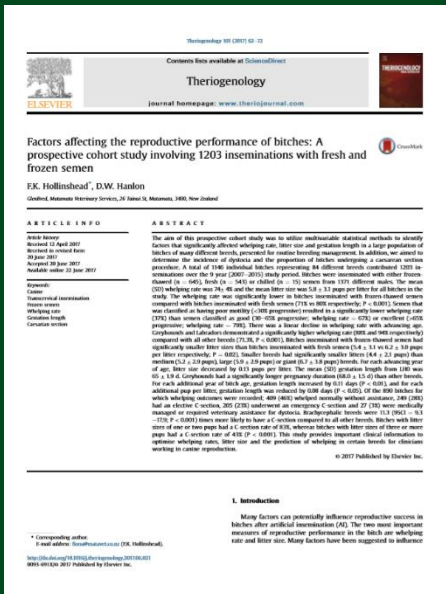 Theriogenology 101 (2017) 62–72
Contents lists available at ScienceDirect
Theriogenology
journal homepage: www.theriojournal.com
ELSEVIER
THERIOGENOLOGY
Factors affecting the reproductive performance of bitches: A
prospective cohort study involving 1203 inseminations with fresh and
frozen semen
CrossMark
F.K. Hollinshead*, D.W. Hanlon
Glenbred, Matamata Veterinary Services, 26 Tainui St, Matamata, 3400, New Zealand
ARTICLE INFO
Article history:
Received 12 April 2017
Received in revised form
20 June 2017
Accepted 20 June 2017
Available online 22 June 2017
Keywords:
Canine
Transcervical insemination
Frozen semen
Whelping rate
Gestation length
Caesarian section
ABSTRACT
The aim of this prospective cohort study was to utilize multivariable statistical methods to identify
factors that significantly affected whelping rate, litter size and gestation length in a large population of
bitches of many different breeds, presented for routine breeding management. In addition, we aimed to
determine the incidence of dystocia and the proportion of bitches undergoing a caesarean section
procedure. A total of 1146 individual bitches representing 84 different breeds contributed 1203 in-
seminations over the 9 year (2007–2015) study period. Bitches were inseminated with either frozen-
thawed (n = 645), fresh (n = 543) or chilled (n = 15) semen from 1371 different males. The mean
(SD) whelping rate was 74± 4% and the mean litter size was 5.8 ± 3.1 pups per litter for all bitches in the
study. The whelping rate was significantly lower in bitches inseminated with frozen-thawed semen
compared with bitches inseminated with fresh semen (71% vs 80% respectively; P < 0.001). Semen that
was classified as having poor motility (<30% progressive) resulted in a significantly lower whelping rate
(37%) than semen classified as good (30–65% progressive; whelping rate = 67%) or excellent (>65%
progressive; whelping rate = 79%). There was a linear decline in whelping rate with advancing age.
Greyhounds and Labradors demonstrated a significantly higher whelping rate (88% and 94% respectively)
compared with all other breeds (71.3%, P < 0.001). Bitches inseminated with frozen-thawed semen had
significantly smaller litters than bitches inseminated with fresh semen (5.4 ± 3.1 vs 6.2 ± 3.0 pups
per litter respectively, P = 0.02). Smaller breeds had significantly smaller litters (4.4 ± 2.3 pups) than
medium (5.2 ± 2.9 pups), large (5.9 ± 2.9 pups) or giant (6.7 ± 3.8 pups) breeds. For each advancing year
of age, litter size decreased by 0.13 pups per litter. The mean (SD) gestation length from LH0 was
65 ± 1.9 d. Greyhounds had a significantly longer pregnancy duration (68.0 ± 1.5 d) than other breeds.
For each additional year of bitch age, gestation length increased by 0.11 days (P < 0.01), and for each
additional pup per litter, gestation length was reduced by 0.08 days (P < 0.05). Of the 890 bitches for
which whelping outcomes were recorded; 409 (46%) whelped normally without assistance, 249 (28%)
had an elective C-section, 205 (23%) underwent an emergency C-section and 27 (3%) were medically
managed or required veterinary assistance for dystocia. Brachycephalic breeds were 11.3 (95CI =
P < 0.001) times more likely to have a C-section compared to all other breeds. Bitches with litter
sizes of one or two pups had a C-section rate of 83%, whereas bitches with litter sizes of three or more
pups had a C-section rate of 43% (P < 0.001). This study provides important clinical information
to optimise whelping rates, litter size and the prediction of whelping in certain breeds for clinicians
working in canine reproduction.
© 2017 Published by Elsevier Inc.
1. Introduction
Many factors can potentially influence reproductive success in
bitches after artificial insemination (AI). The two most important
measures of reproductive performance in the bitch are whelping
rate and litter size. Many factors have been suggested to influence
* Corresponding author.
E-mail address: (F.K. Hollinshead).
0093-691X/© 2017 Published by Elsevier Inc.